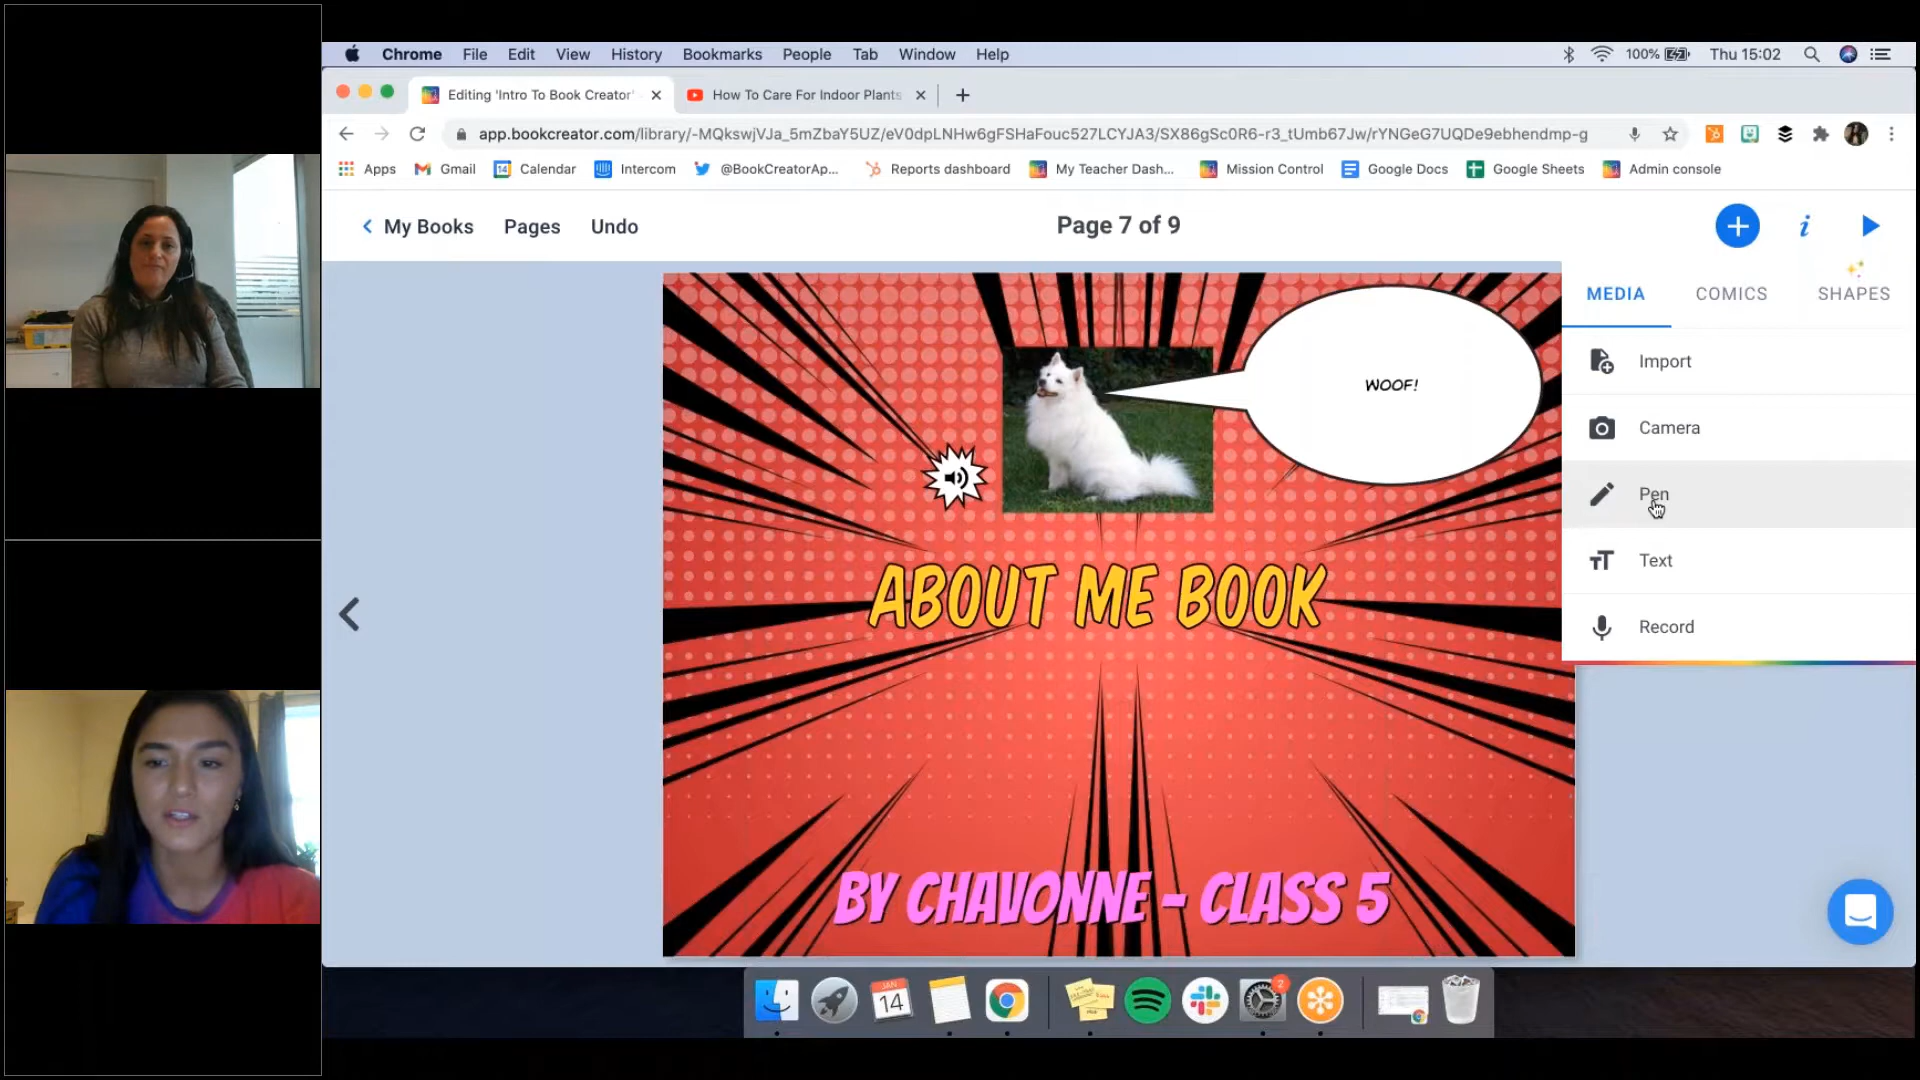 Chrome File Edit View History Bookmarks People Tab Window Help 100% Thu 15:02
Editing 'Intro To Book Creator' How To Care For Indoor Plants
app.bookcreator.com/library/-MQkswjVJa_5mZbaY5UZ/eV0dpLNHw6gFSHaFouc527LCYJA3/SX86gSc0R6-r3_tUmb67Jw/rYNGeG7UQDe9ebhendmp-g
Apps Gmail 14 Calendar Intercom @BookCreatorAp... Reports dashboard My Teacher Dash... Mission Control Google Docs Google Sheets Admin console
My Books Pages Undo Page 7 of 9
MEDIA COMICS SHAPES
Import
Camera
Pen
Text
Record
WOOF!
ABOUT ME BOOK
BY CHAVONNE - CLASS 5
JAN
14
2